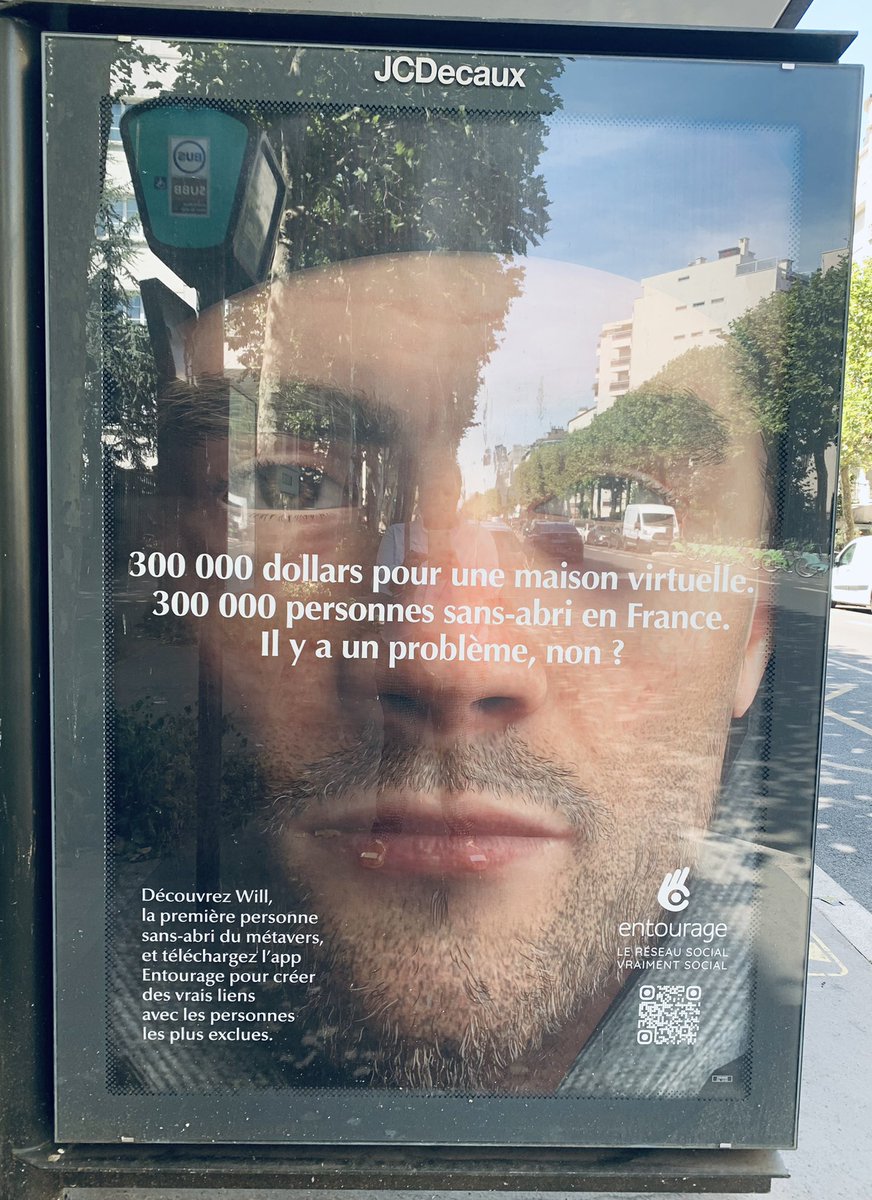 JCDecaux
BUS
300 000 dollars pour une maison virtuelle.
300 000 personnes sans-abri en France.
Il y a un problème, non ?
Découvrez Will,
la première personne
sans-abri du métavers,
et téléchargez l'app
Entourage pour créer
des vrais liens
avec les personnes
les plus exclues.
entourage
LE RÉSEAU SOCIAL
VRAIMENT SOCIAL